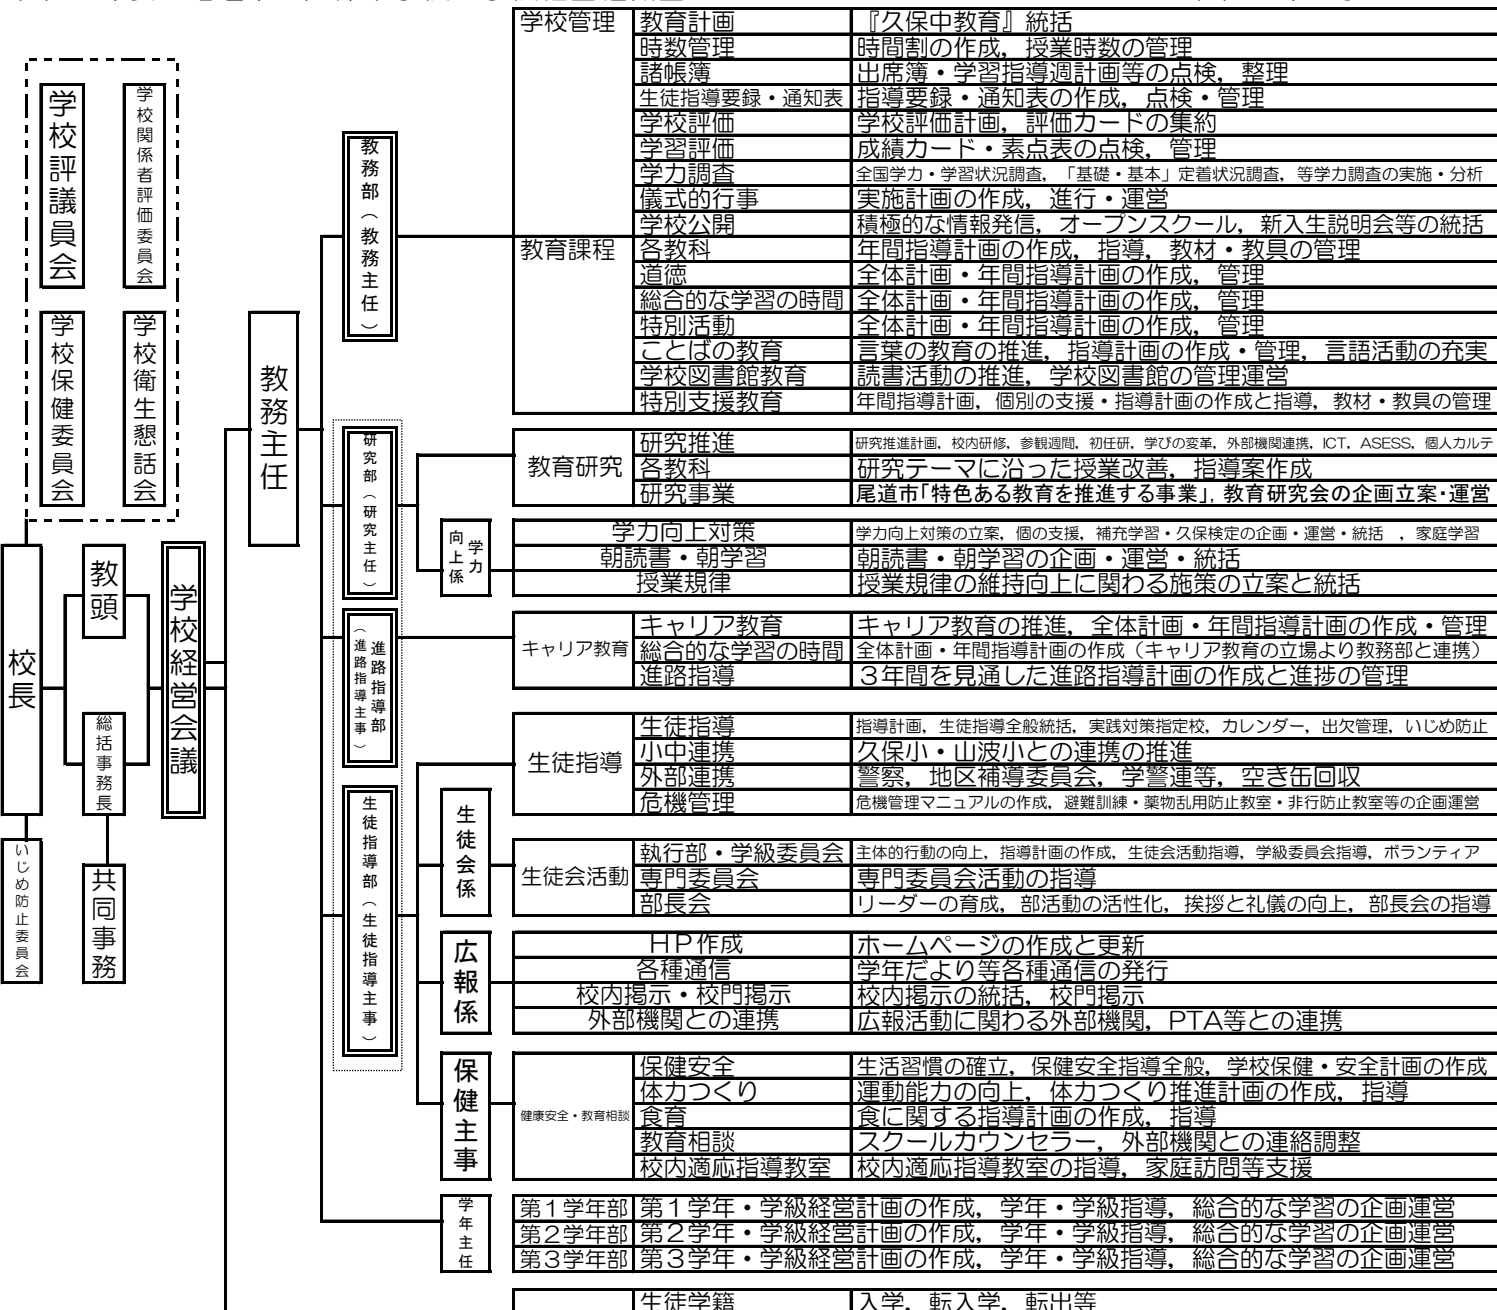 学校評議員会
学校関係者評価委員会
学校保健委員会
学校衛生懇話会
校長
いじめ防止委員会
教頭
総括事務長
共同事務
学校経営会議
教務主任
教務部（教務主任）
学校管理 教育計画 『久保中教育』統括
時数管理 時間割の作成，授業時数の管理
諸帳簿 出席簿・学習指導週計画等の点検，整理
生徒指導要録・通知表 指導要録・通知表の作成，点検・管理
学校評価 学校評価計画，評価カードの集約
学習評価 成績カード・素点表の点検，管理
学力調査 全国学力・学習状況調査，「基礎・基本」定着状況調査，等学力調査の実施・分析
儀式的行事 実施計画の作成，進行・運営
学校公開 積極的な情報発信，オープンスクール，新入生説明会等の統括
教育課程 各教科 年間指導計画の作成，指導，教材・教具の管理
道徳 全体計画・年間指導計画の作成，管理
総合的な学習の時間 全体計画・年間指導計画の作成，管理
特別活動 全体計画・年間指導計画の作成，管理
ことばの教育 言葉の教育の推進，指導計画の作成・管理，言語活動の充実
学校図書館教育 読書活動の推進，学校図書館の管理運営
特別支援教育 年間指導計画，個別の支援・指導計画の作成と指導，教材・教具の管理
研究部（研究主任）
教育研究
研究推進 研究推進計画，校内研修，参観週間，初任研，学びの変革，外部機関連携，ICT，ASESS，個人カルテ
各教科 研究テーマに沿った授業改善，指導案作成
研究事業 尾道市「特色ある教育を推進する事業」，教育研究会の企画立案・運営
学力
向上係
学力向上対策 学力向上対策の立案，個の支援，補充学習・久保検定の企画・運営・統括 ，家庭学習
朝読書・朝学習 朝読書・朝学習の企画・運営・統括
授業規律 授業規律の維持向上に関わる施策の立案と統括
進路指導部
（進路指導主事）
キャリア教育
キャリア教育 キャリア教育の推進，全体計画・年間指導計画の作成・管理
総合的な学習の時間 全体計画・年間指導計画の作成（キャリア教育の立場より教務部と連携）
進路指導 ３年間を見通した進路指導計画の作成と進捗の管理
生徒指導部（生徒指導主事）
生徒指導
生徒指導 指導計画，生徒指導全般統括，実践対策指定校，カレンダー，出欠管理，いじめ防止
小中連携 久保小・山波小との連携の推進
外部連携 警察，地区補導委員会，学警連等，空き缶回収
危機管理 危機管理マニュアルの作成，避難訓練・薬物乱用防止教室・非行防止教室等の企画運営
生徒会係
生徒会活動
執行部・学級委員会 主体的行動の向上，指導計画の作成，生徒会活動指導，学級委員会指導，ボランティア
専門委員会 専門委員会活動の指導
部長会 リーダーの育成，部活動の活性化，挨拶と礼儀の向上，部長会の指導
広報係
ＨＰ作成 ホームページの作成と更新
各種通信 学年だより等各種通信の発行
校内掲示・校門掲示 校内掲示の統括，校門掲示
外部機関との連携 広報活動に関わる外部機関，PTA等との連携
保健主事
健康安全・教育相談
保健安全 生活習慣の確立，保健安全指導全般，学校保健・安全計画の作成
体力つくり 運動能力の向上，体力つくり推進計画の作成，指導
食育 食に関する指導計画の作成，指導
教育相談 スクールカウンセラー，外部機関との連絡調整
校内適応指導教室 校内適応指導教室の指導，家庭訪問等支援
学年主任
第１学年部 第１学年・学級経営計画の作成，学年・学級指導，総合的な学習の企画運営
第２学年部 第２学年・学級経営計画の作成，学年・学級指導，総合的な学習の企画運営
第３学年部 第３学年・学級経営計画の作成，学年・学級指導，総合的な学習の企画運営
生徒学籍 入学，転入学，転出等